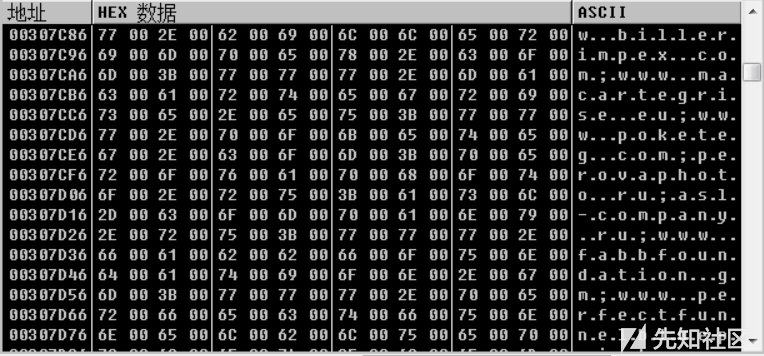 地址 HEX 数据 ASCII
00307C86 77 00 2E 00 62 00 69 00 6C 00 6C 00 65 00 72 00 w...b.i.l.l.e.r.
00307C96 69 00 6D 00 70 00 65 00 78 00 2E 00 63 00 6F 00 i.m.p.e.x...c.o.
00307CA6 6D 00 3B 00 77 00 77 00 77 00 2E 00 6D 00 61 00 m.;.w.w.w...m.a.
00307CB6 63 00 61 00 72 00 74 00 65 00 67 00 72 00 69 00 c.a.r.t.e.g.r.i.
00307CC6 73 00 65 00 2E 00 65 00 75 00 3B 00 77 00 77 00 s.e...e.u.;.w.w.
00307CD6 77 00 2E 00 70 00 6F 00 6B 00 65 00 74 00 65 00 w...p.o.k.e.t.e.
00307CE6 67 00 2E 00 63 00 6F 00 6D 00 3B 00 70 00 65 00 g...c.o.m.;.p.e.
00307CF6 72 00 6F 00 76 00 61 00 70 00 68 00 6F 00 74 00 r.o.v.a.p.h.o.t.
00307D06 6F 00 2E 00 72 00 75 00 3B 00 61 00 73 00 6C 00 o...r.u.;.a.s.l.
00307D16 2D 00 63 00 6F 00 6D 00 70 00 61 00 6E 00 79 00 -.c.o.m.p.a.n.y.
00307D26 2E 00 72 00 75 00 3B 00 77 00 77 00 77 00 2E 00 ..r.u.;.w.w.w...
00307D36 66 00 61 00 62 00 62 00 66 00 6F 00 75 00 6E 00 f.a.b.b.f.o.u.n.
00307D46 64 00 61 00 74 00 69 00 6F 00 6E 00 2E 00 67 00 d.a.t.i.o.n...g.
00307D56 6D 00 3B 00 77 00 77 00 77 00 2E 00 70 00 65 00 m.;.w.w.w...p.e.
00307D66 72 00 66 00 65 00 63 00 74 00 66 00 75 00 6E 00 r.f.e.c.t.f.u.n.
00307D76 6E 00 65 00 6C 00 62 00 6C 00 75 00 65 00 70 00
先知社区